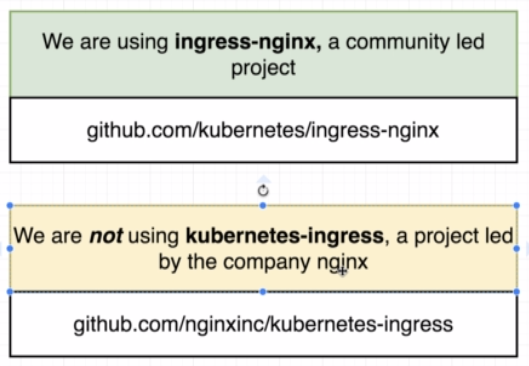 We are using ingress-nginx, a community led
project
github.com/kubernetes/ingress-nginx
We are not using kubernetes-ingress, a project led
by the company nginx
github.com/nginxinc/kubernetes-ingress